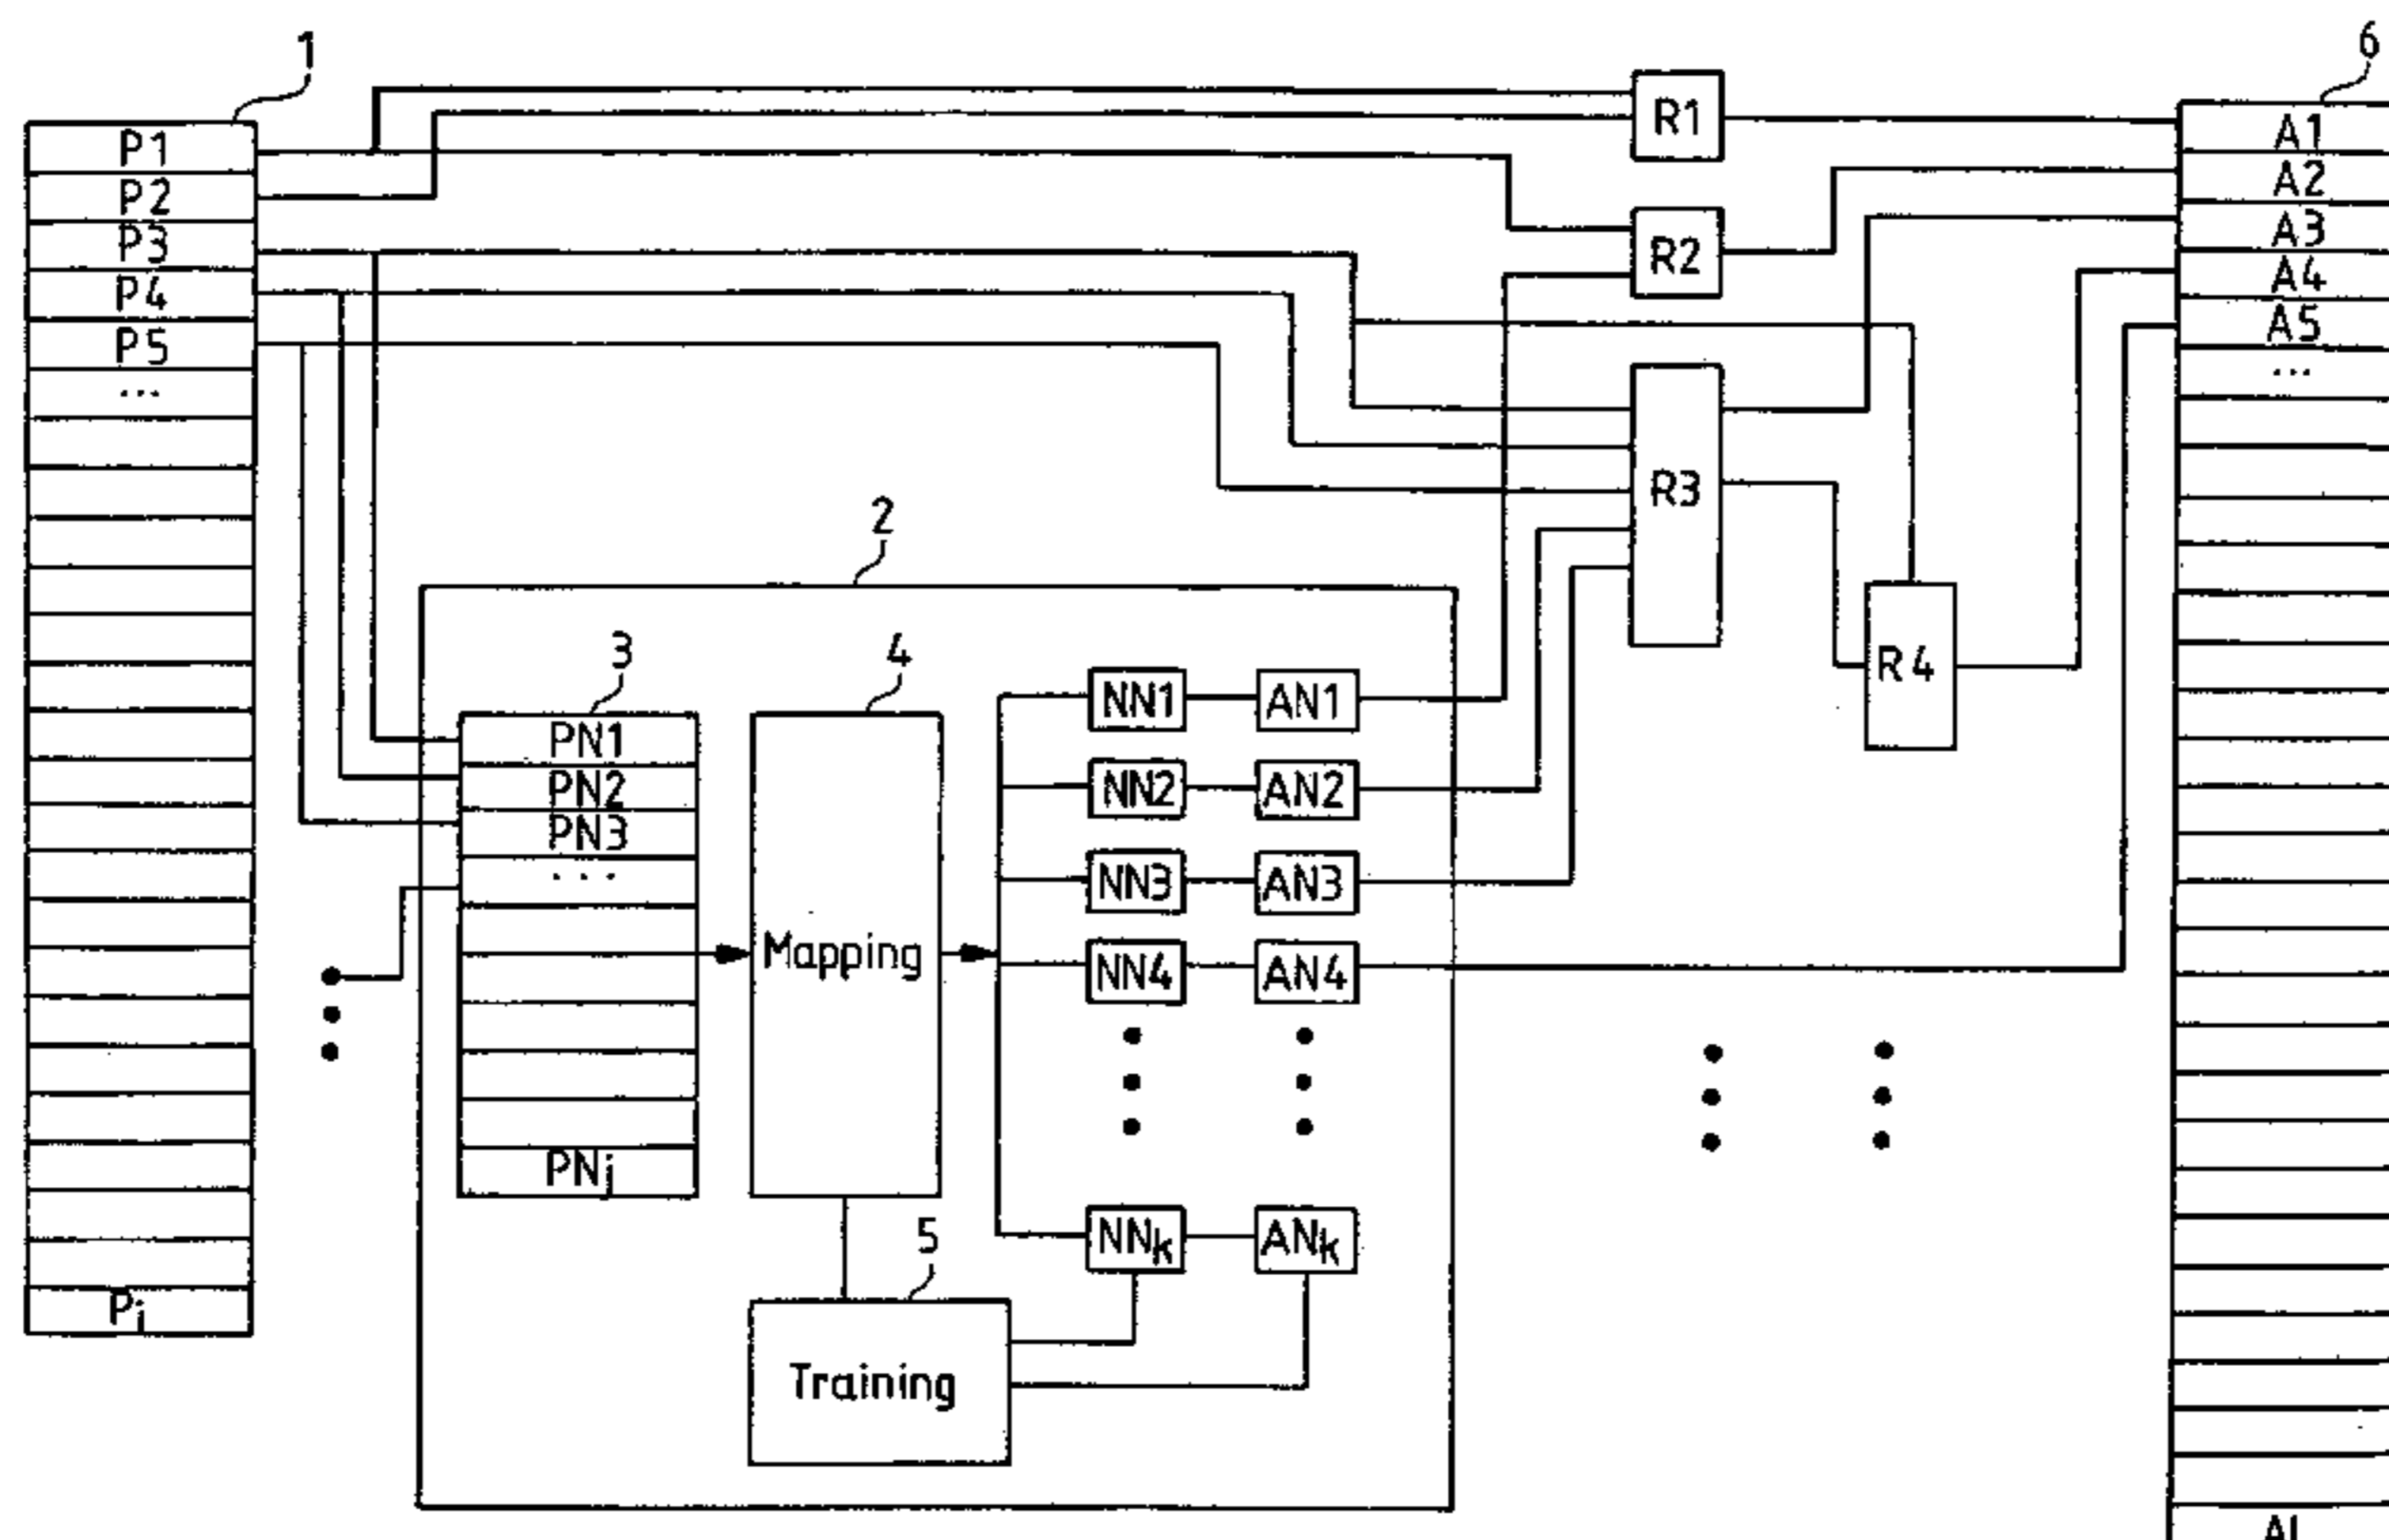 1
P1
P2
P3
P4
P5
...
Pi
2
3
PN1
PN2
PN3
...
PNj
4
Mapping
5
Training
NN1
AN1
NN2
AN2
NN3
AN3
NN4
AN4
NNk
ANk
R1
R2
R3
R4
6
A1
A2
A3
A4
A5
...